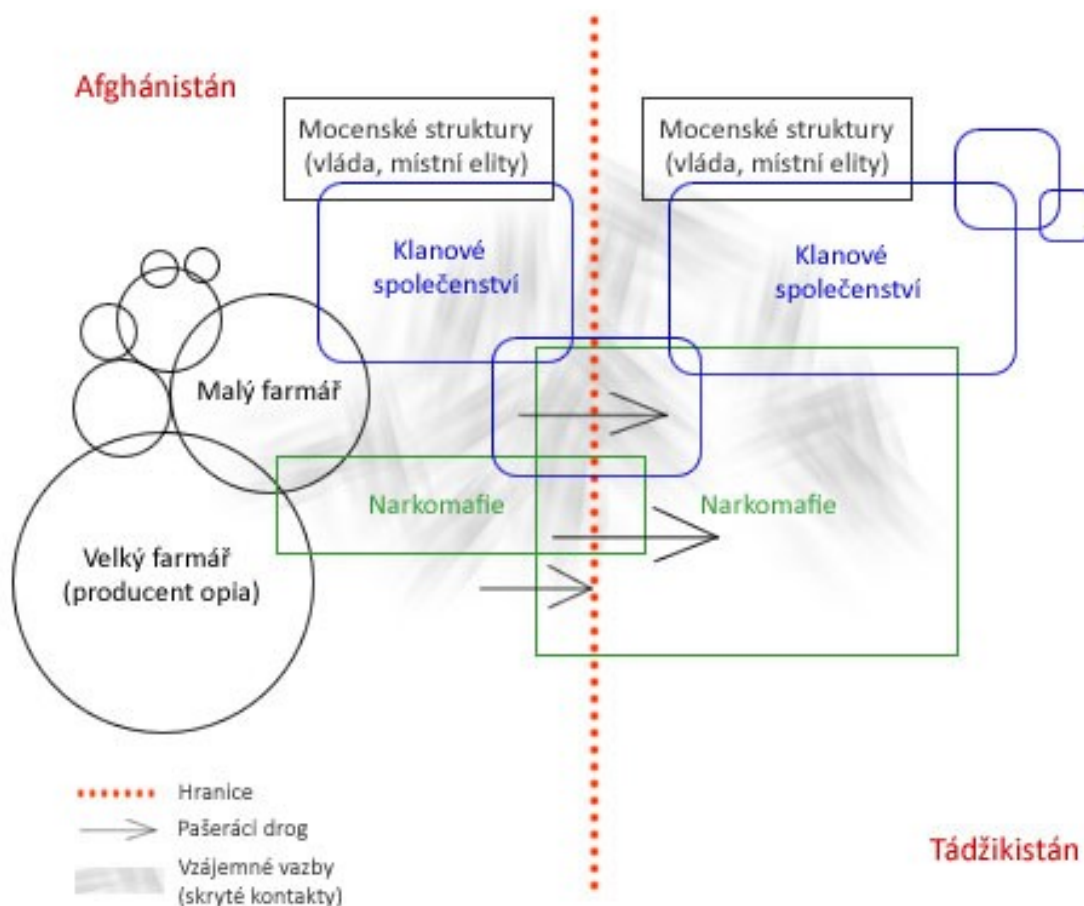 Afghánistán
Mocenské struktury
(vláda, místní elity)
Mocenské struktury
(vláda, místní elity)
Klanové
společenství
Klanové
společenství
Malý farmář
Narkomafie
Narkomafie
Velký farmář
(producent opia)
Hranice
Pašeráci drog
Vzájemné vazby
(skryté kontakty)
Tádžikistán